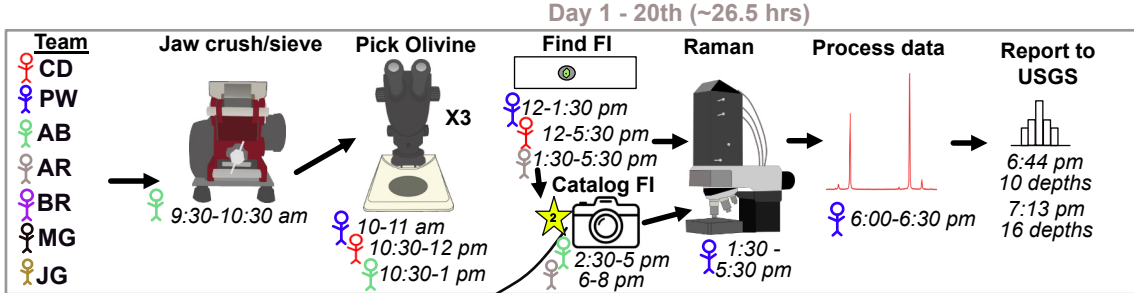 Day 1 - 20th (~26.5 hrs)
Team
CD
PW
AB
AR
BR
MG
JG
Jaw crush/sieve
9:30-10:30 am
Pick Olivine
X3
10-11 am
10:30-12 pm
10:30-1 pm
Find FI
12-1:30 pm
12-5:30 pm
1:30-5:30 pm
Catalog FI
2
2:30-5 pm
6-8 pm
Raman
1:30 -
5:30 pm
Process data
6:00-6:30 pm
Report to
USGS
6:44 pm
10 depths
7:13 pm
16 depths